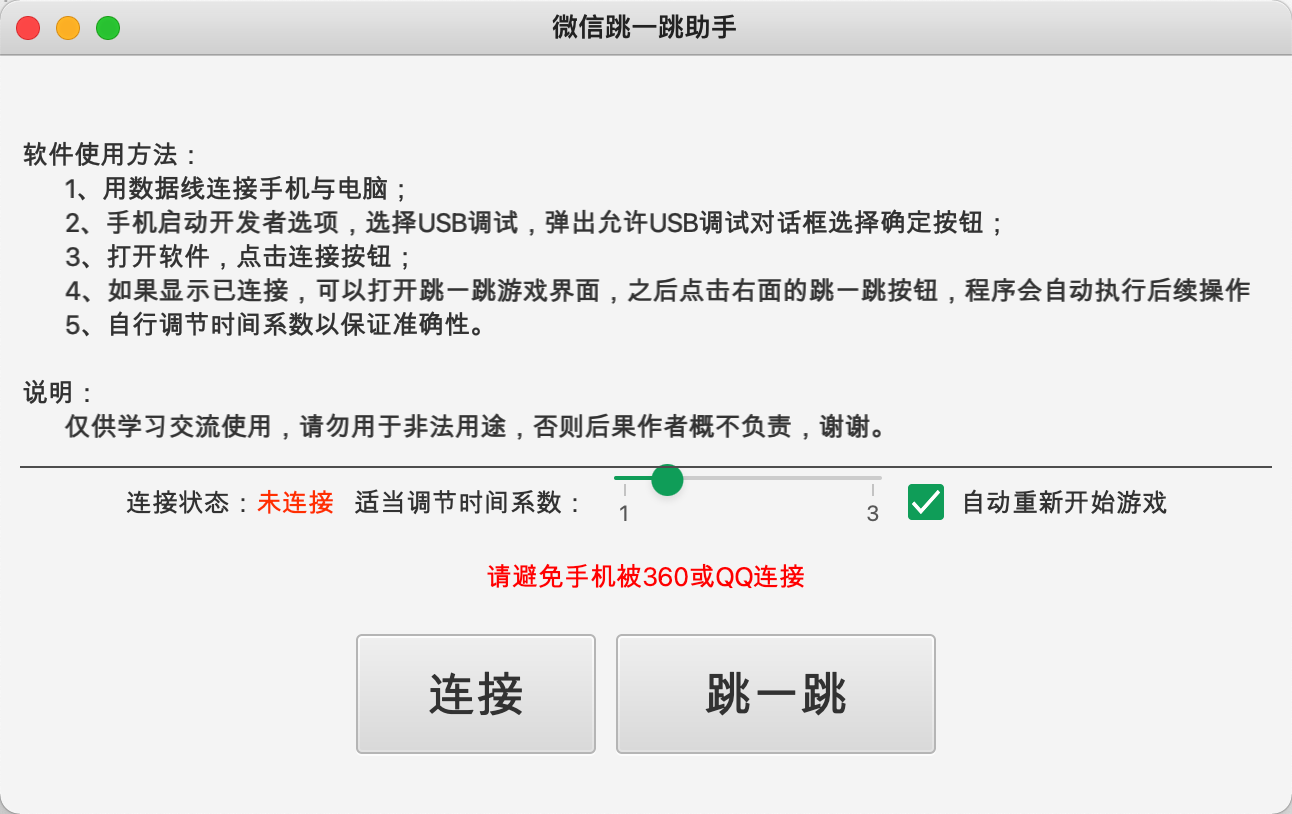 微信跳一跳助手
软件使用方法：
1、用数据线连接手机与电脑；
2、手机启动开发者选项，选择USB调试，弹出允许USB调试对话框选择确定按钮；
3、打开软件，点击连接按钮；
4、如果显示已连接，可以打开跳一跳游戏界面，之后点击右面的跳一跳按钮，程序会自动执行后续操作
5、自行调节时间系数以保证准确性。
说明：
仅供学习交流使用，请勿用于非法用途，否则后果作者概不负责，谢谢。
连接状态：未连接 适当调节时间系数： 1 3 自动重新开始游戏
请避免手机被360或QQ连接
连接 跳一跳